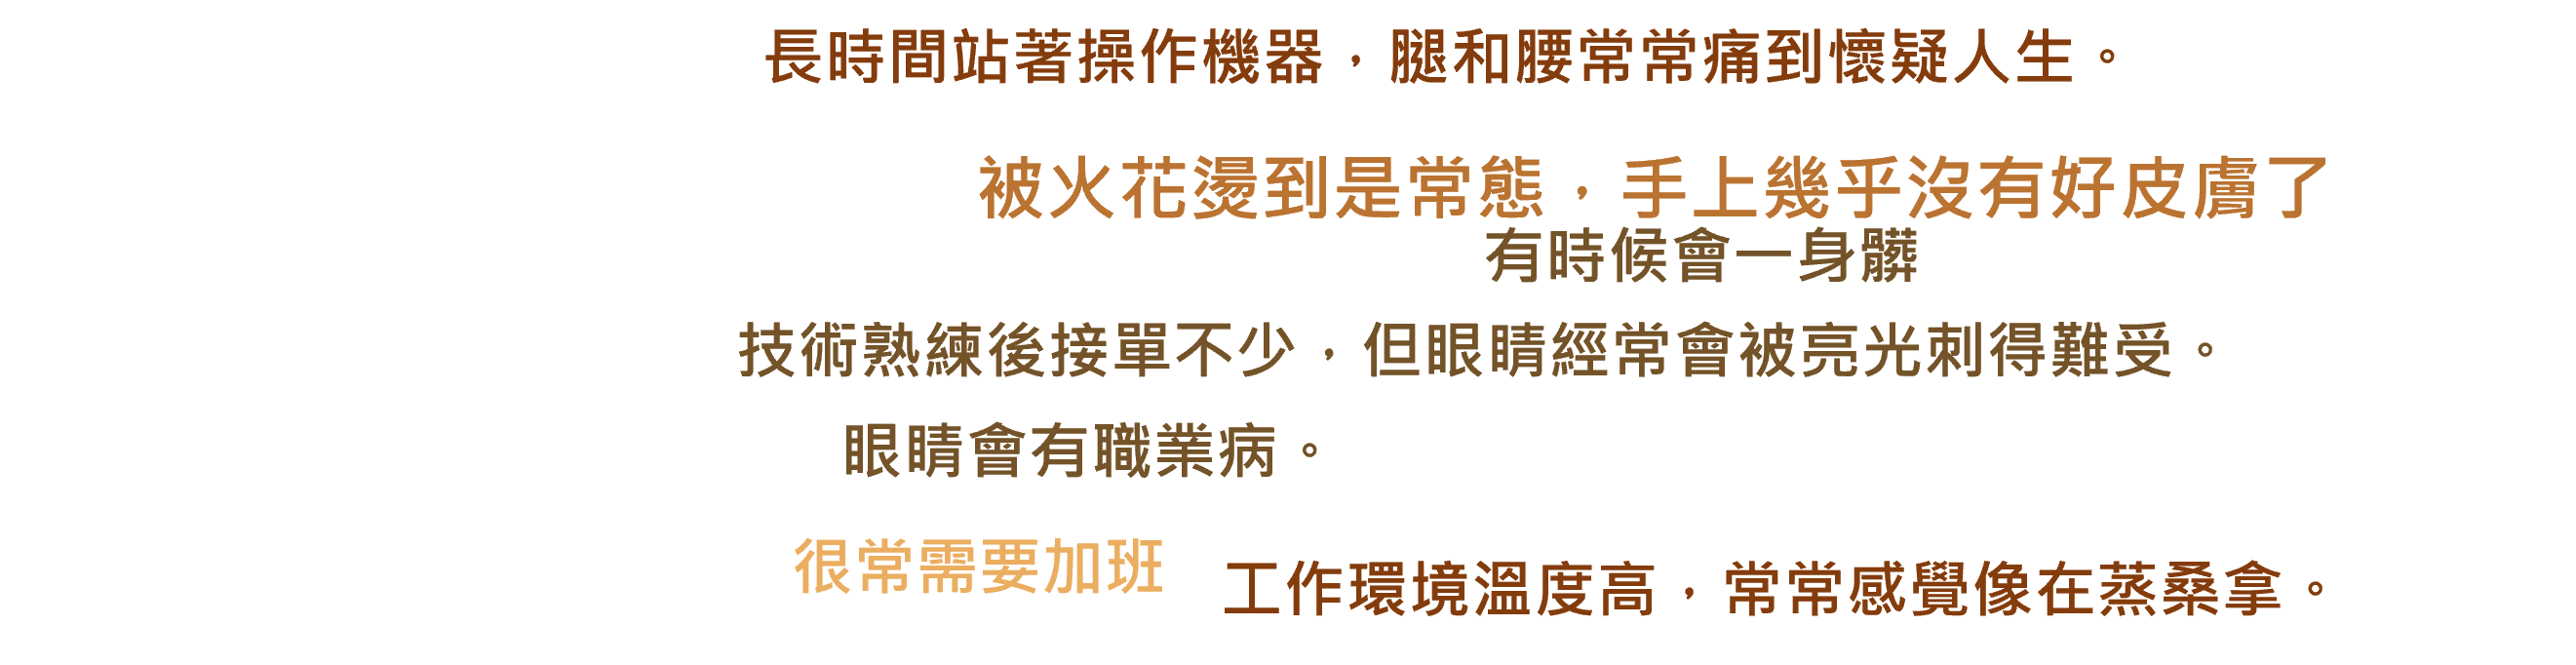 長時間站著操作機器，腿和腰常常痛到懷疑人生。
被火花燙到是常態，手上幾乎沒有好皮膚了
有時候會一身髒
技術熟練後接單不少，但眼睛經常會被亮光刺得難受。
眼睛會有職業病。
很常需要加班
工作環境溫度高，常常感覺像在蒸桑拿。